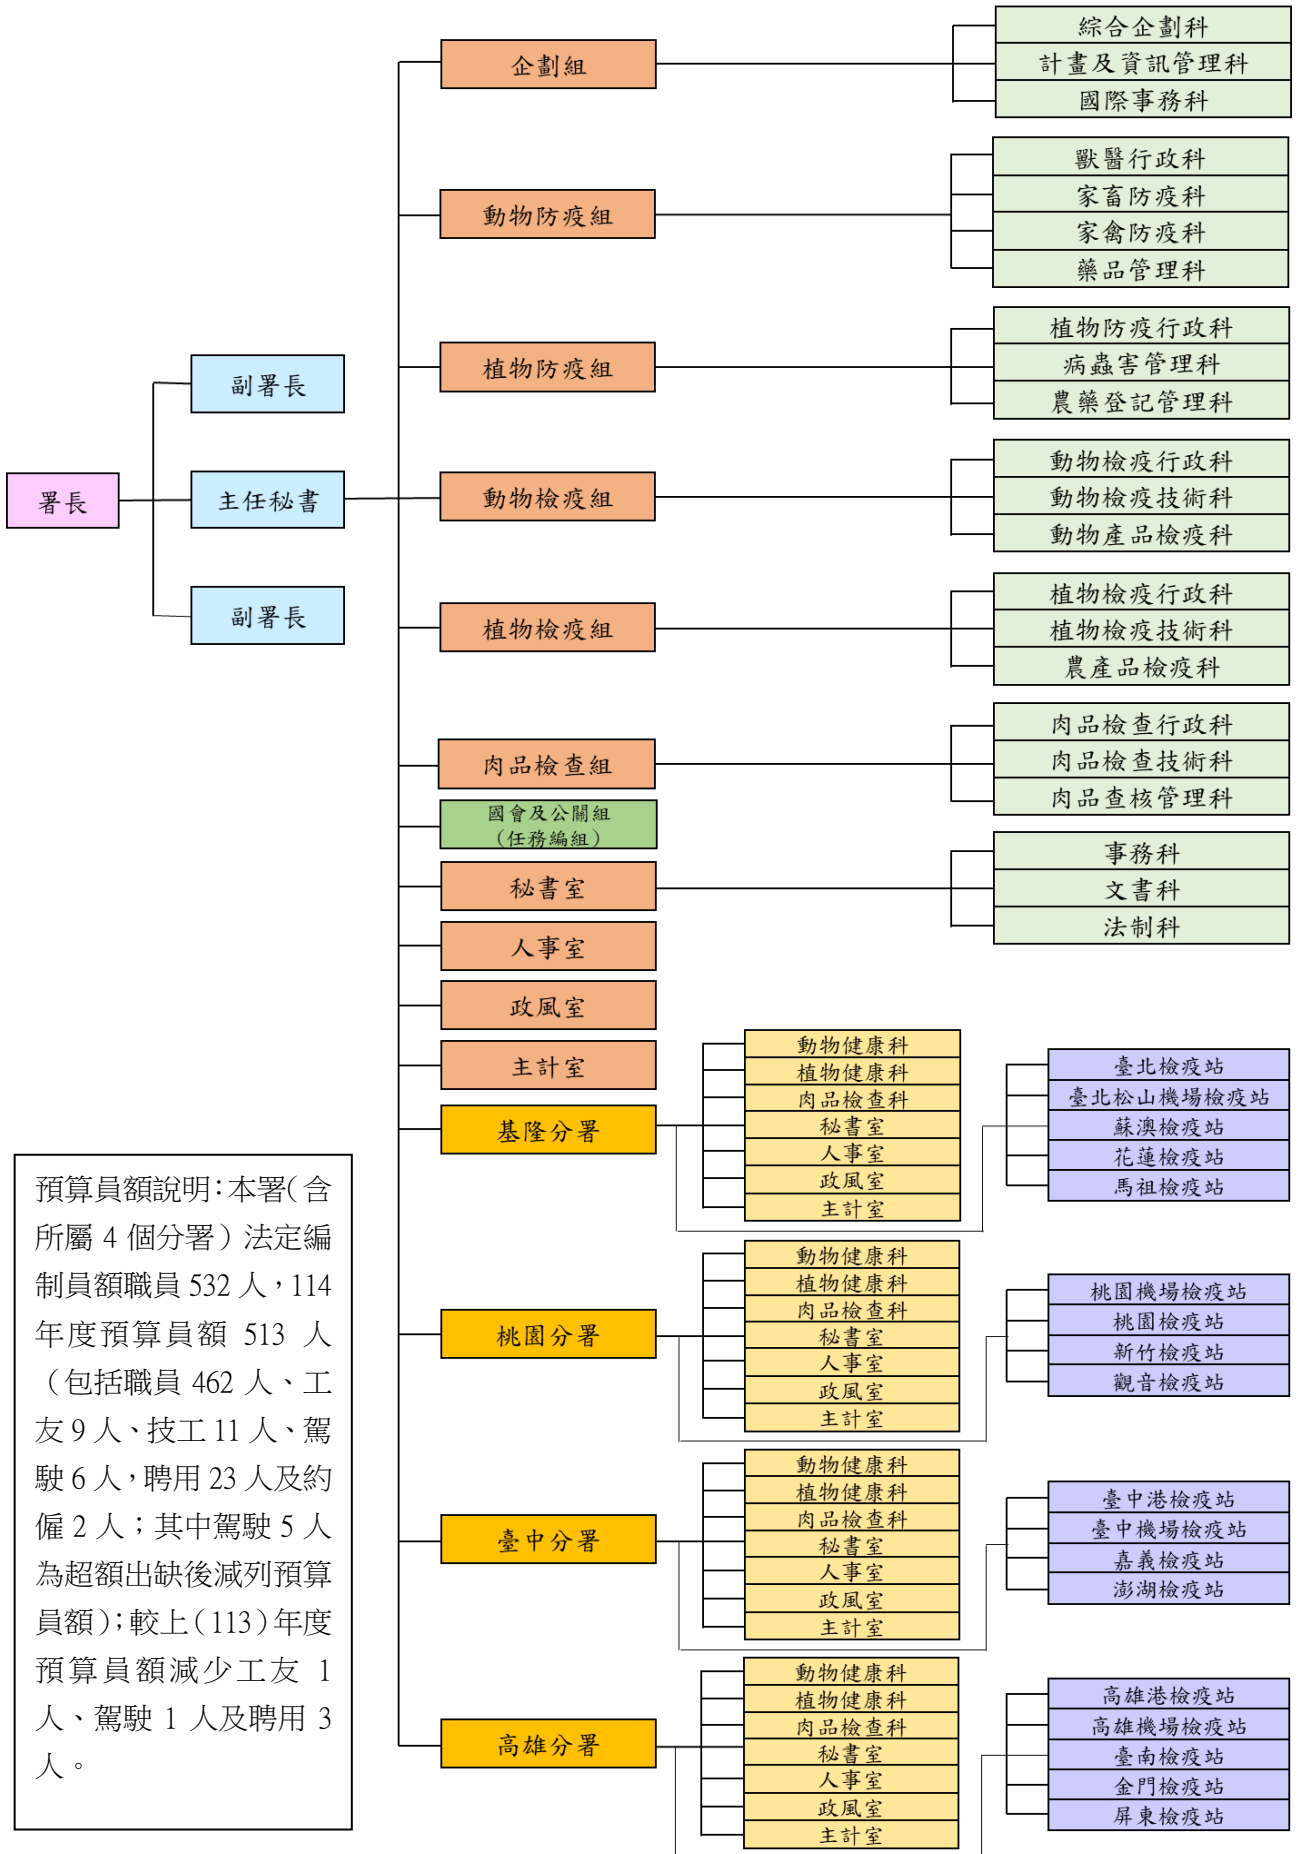 署長
副署長
主任秘書
副署長
企劃組
綜合企劃科
計畫及資訊管理科
國際事務科
動物防疫組
獸醫行政科
家畜防疫科
家禽防疫科
藥品管理科
植物防疫組
植物防疫行政科
病蟲害管理科
農藥登記管理科
動物檢疫組
動物檢疫行政科
動物檢疫技術科
動物產品檢疫科
植物檢疫組
植物檢疫行政科
植物檢疫技術科
農產品檢疫科
肉品檢查組
肉品檢查行政科
肉品檢查技術科
肉品查核管理科
國會及公關組
（任務編組）
秘書室
事務科
文書科
法制科
人事室
政風室
主計室
基隆分署
動物健康科
植物健康科
肉品檢查科
秘書室
人事室
政風室
主計室
臺北檢疫站
臺北松山機場檢疫站
蘇澳檢疫站
花蓮檢疫站
馬祖檢疫站
桃園分署
動物健康科
植物健康科
肉品檢查科
秘書室
人事室
政風室
主計室
桃園機場檢疫站
桃園檢疫站
新竹檢疫站
觀音檢疫站
臺中分署
動物健康科
植物健康科
肉品檢查科
秘書室
人事室
政風室
主計室
臺中港檢疫站
臺中機場檢疫站
嘉義檢疫站
澎湖檢疫站
高雄分署
動物健康科
植物健康科
肉品檢查科
秘書室
人事室
政風室
主計室
高雄港檢疫站
高雄機場檢疫站
臺南檢疫站
金門檢疫站
屏東檢疫站
預算員額說明：本署（含
所屬 4 個分署）法定編
制員額職員 532 人，114
年度預算員額 513 人
（包括職員 462 人、工
友 9 人、技工 11 人、駕
駛 6 人，聘用 23 人及約
僱 2 人；其中駕駛 5 人
為超額出缺後減列預算
員額）；較上（113）年度
預算員額減少工友 1
人、駕駛 1 人及聘用 3
人。